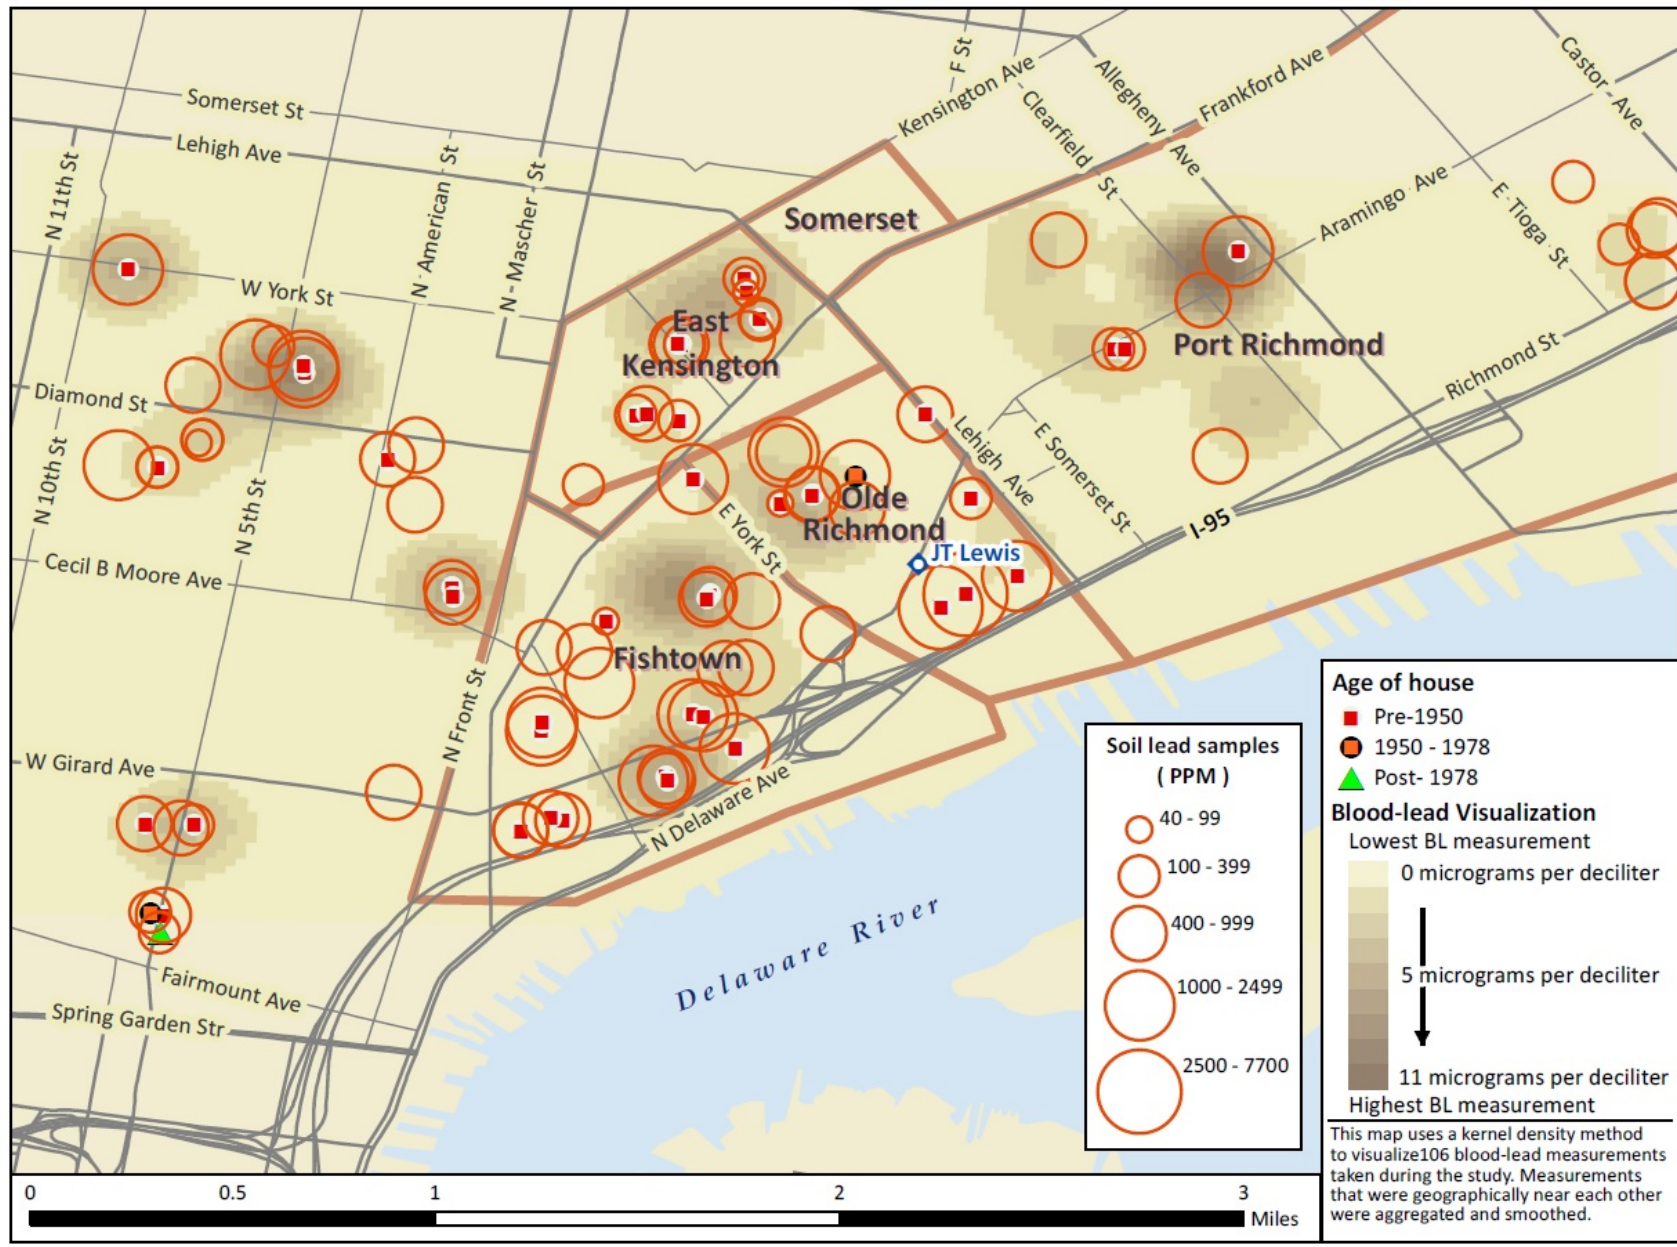 Somerset St
Lehigh Ave
N 11th St
N - American - St
N - Mascher - St
W York St
Diamond St
N 10th St
N 5th St
Cecil B Moore Ave
N Front St
W Girard Ave
Fairmount Ave
Spring Garden Str
F St
Kensington Ave
Clearfield St
Allegheny Ave
Frankford Ave
Castor Ave
Aramingo Ave
E - Tioga - St
Richmond St
Somerset
East
Kensington
Port Richmond
Lehigh Ave
E Somerset St
I-95
Olde
Richmond
E York St
JT Lewis
Fishtown
N Delaware Ave
Delaware River
Soil lead samples
( PPM )
40 - 99
100 - 399
400 - 999
1000 - 2499
2500 - 7700
Age of house
Pre-1950
1950 - 1978
Post- 1978
Blood-lead Visualization
Lowest BL measurement
0 micrograms per deciliter
5 micrograms per deciliter
11 micrograms per deciliter
Highest BL measurement
This map uses a kernel density method
to visualize106 blood-lead measurements
taken during the study. Measurements
that were geographically near each other
were aggregated and smoothed.
0 0.5 1 2 3
Miles